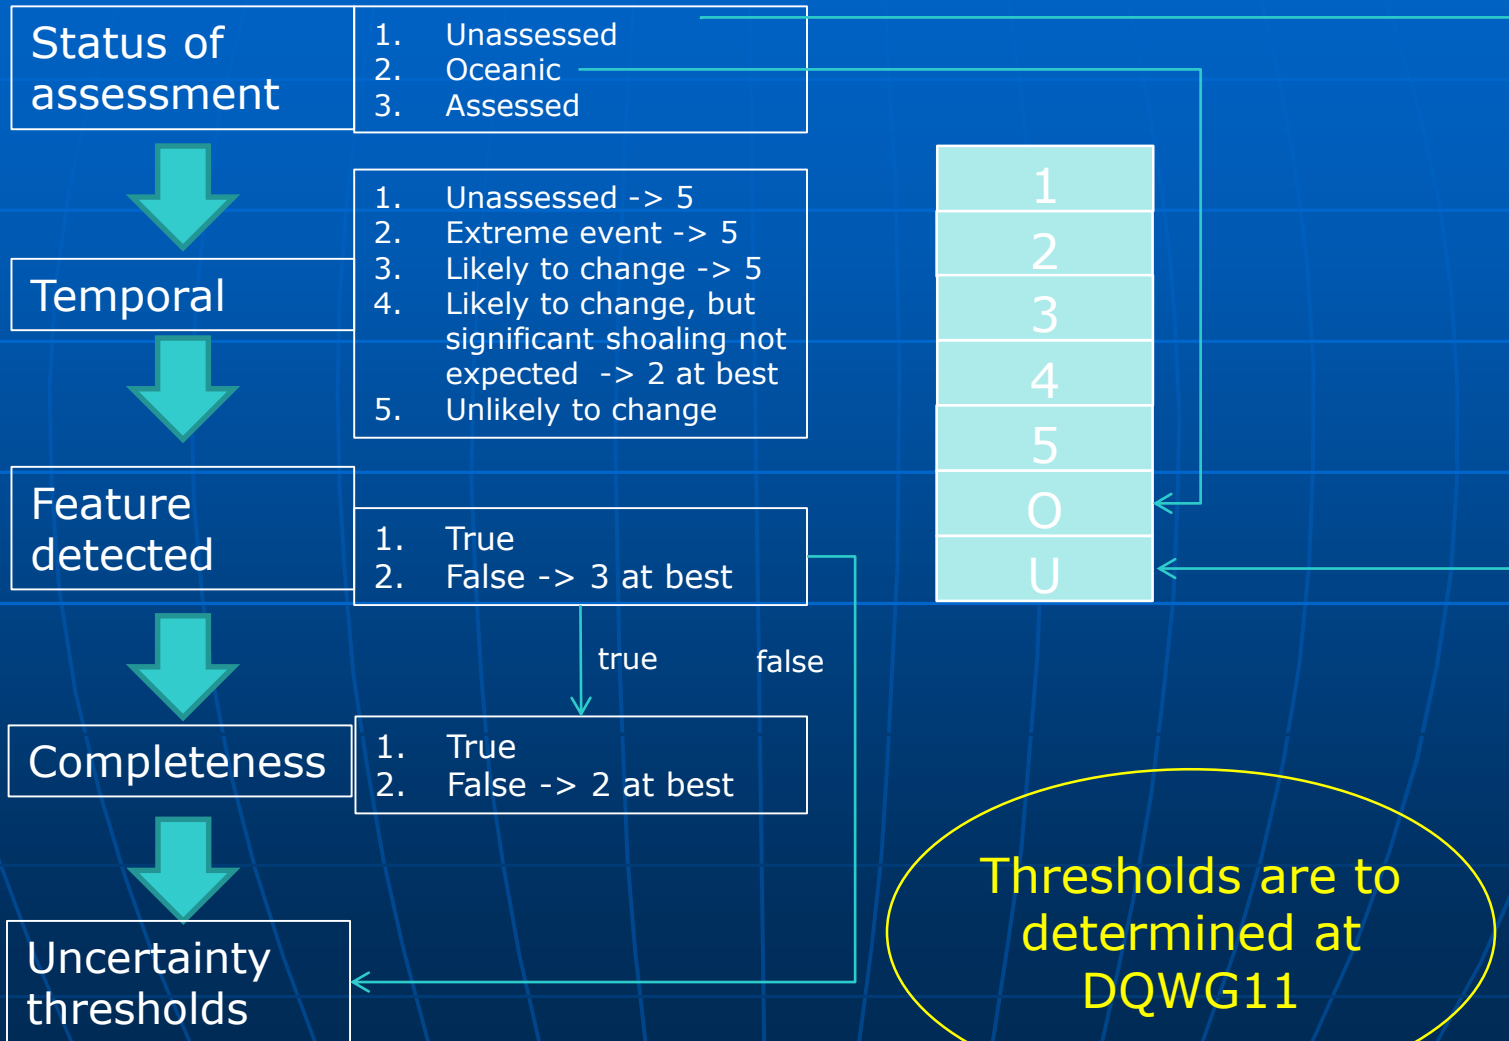 Status of
assessment
1. Unassessed
2. Oceanic
3. Assessed
Temporal
1. Unassessed -> 5
2. Extreme event -> 5
3. Likely to change -> 5
4. Likely to change, but
significant shoaling not
expected -> 2 at best
5. Unlikely to change
Feature
detected
1. True
2. False -> 3 at best
true
false
Completeness
1. True
2. False -> 2 at best
Uncertainty
thresholds
1
2
3
4
5
O
U
Thresholds are to
determined at
DQWG11